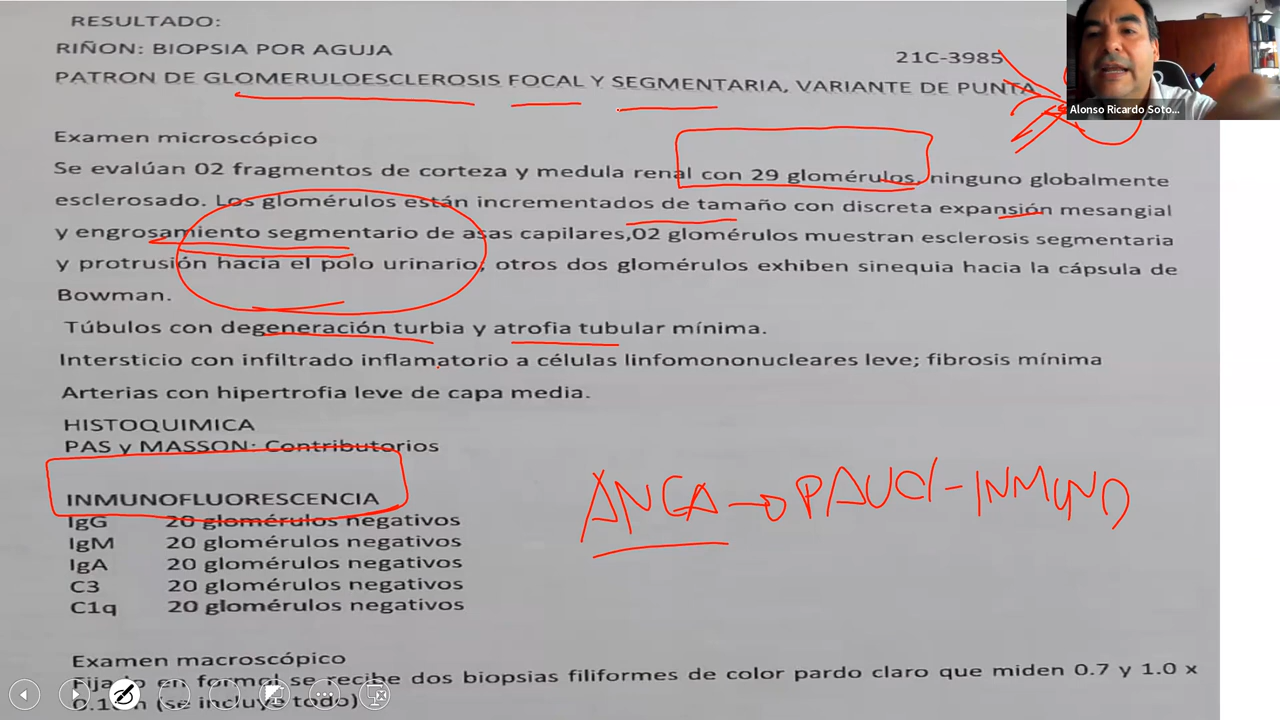 RESULTADO:
RIÑON: BIOPSIA POR AGUJA
21C-3985
PATRON DE GLOMERULOESCLEROSIS FOCAL Y SEGMENTARIA, VARIANTE DE PUNTA
Alonso Ricardo Soto...
Examen microscópico
Se evalúan 02 fragmentos de corteza y medula renal con 29 glomérulos, ninguno globalmente
esclerosado. Los glomérulos están incrementados de tamaño con discreta expansión mesangial
y engrosamiento segmentario de asas capilares,02 glomérulos muestran esclerosis segmentaria
y protrusión hacia el polo urinario, otros dos glomérulos exhiben sinequia hacia la cápsula de
Bowman.
Túbulos con degeneración turbia y atrofia tubular mínima.
Intersticio con infiltrado inflamatorio a células linfomononucleares leve; fibrosis mínima
Arterias con hipertrofia leve de capa media.
HISTOQUIMICA
PAS y MASSON: Contributorios
INMUNOFLUORESCENCIA
IgG 20 glomérulos negativos
IgM 20 glomérulos negativos
IgA 20 glomérulos negativos
C3 20 glomérulos negativos
C1q 20 glomérulos negativos
ANCA → PAUCI-INMUNO
Examen macroscópico
en formol se recibe dos biopsias filiformes de color pardo claro que miden 0.7 y 1.0 x
(se incluye todo)